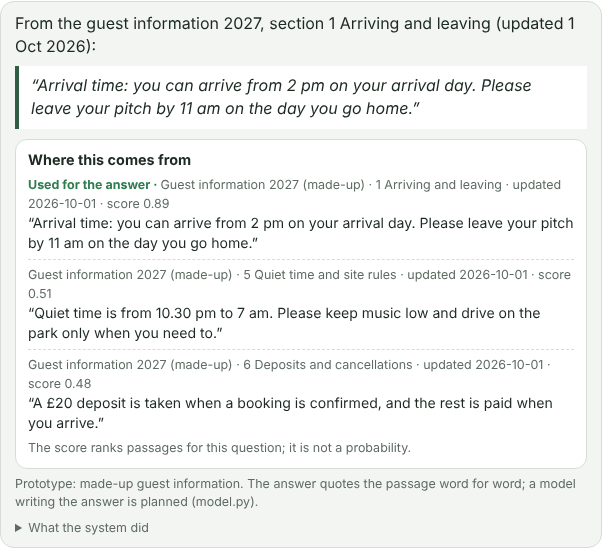 From the guest information 2027, section 1 Arriving and leaving (updated 1
Oct 2026):
“Arrival time: you can arrive from 2 pm on your arrival day. Please
leave your pitch by 11 am on the day you go home.”
Where this comes from
Used for the answer · Guest information 2027 (made-up) · 1 Arriving and leaving · updated
2026-10-01 · score 0.89
“Arrival time: you can arrive from 2 pm on your arrival day. Please leave your pitch
by 11 am on the day you go home.”
Guest information 2027 (made-up) · 5 Quiet time and site rules · updated 2026-10-01 · score
0.51
“Quiet time is from 10.30 pm to 7 am. Please keep music low and drive on the
park only when you need to.”
Guest information 2027 (made-up) · 6 Deposits and cancellations · updated 2026-10-01 ·
score 0.48
“A £20 deposit is taken when a booking is confirmed, and the rest is paid when
you arrive.”
The score ranks passages for this question; it is not a probability.
Prototype: made-up guest information. The answer quotes the passage word for word; a model
writing the answer is planned (model.py).
What the system did